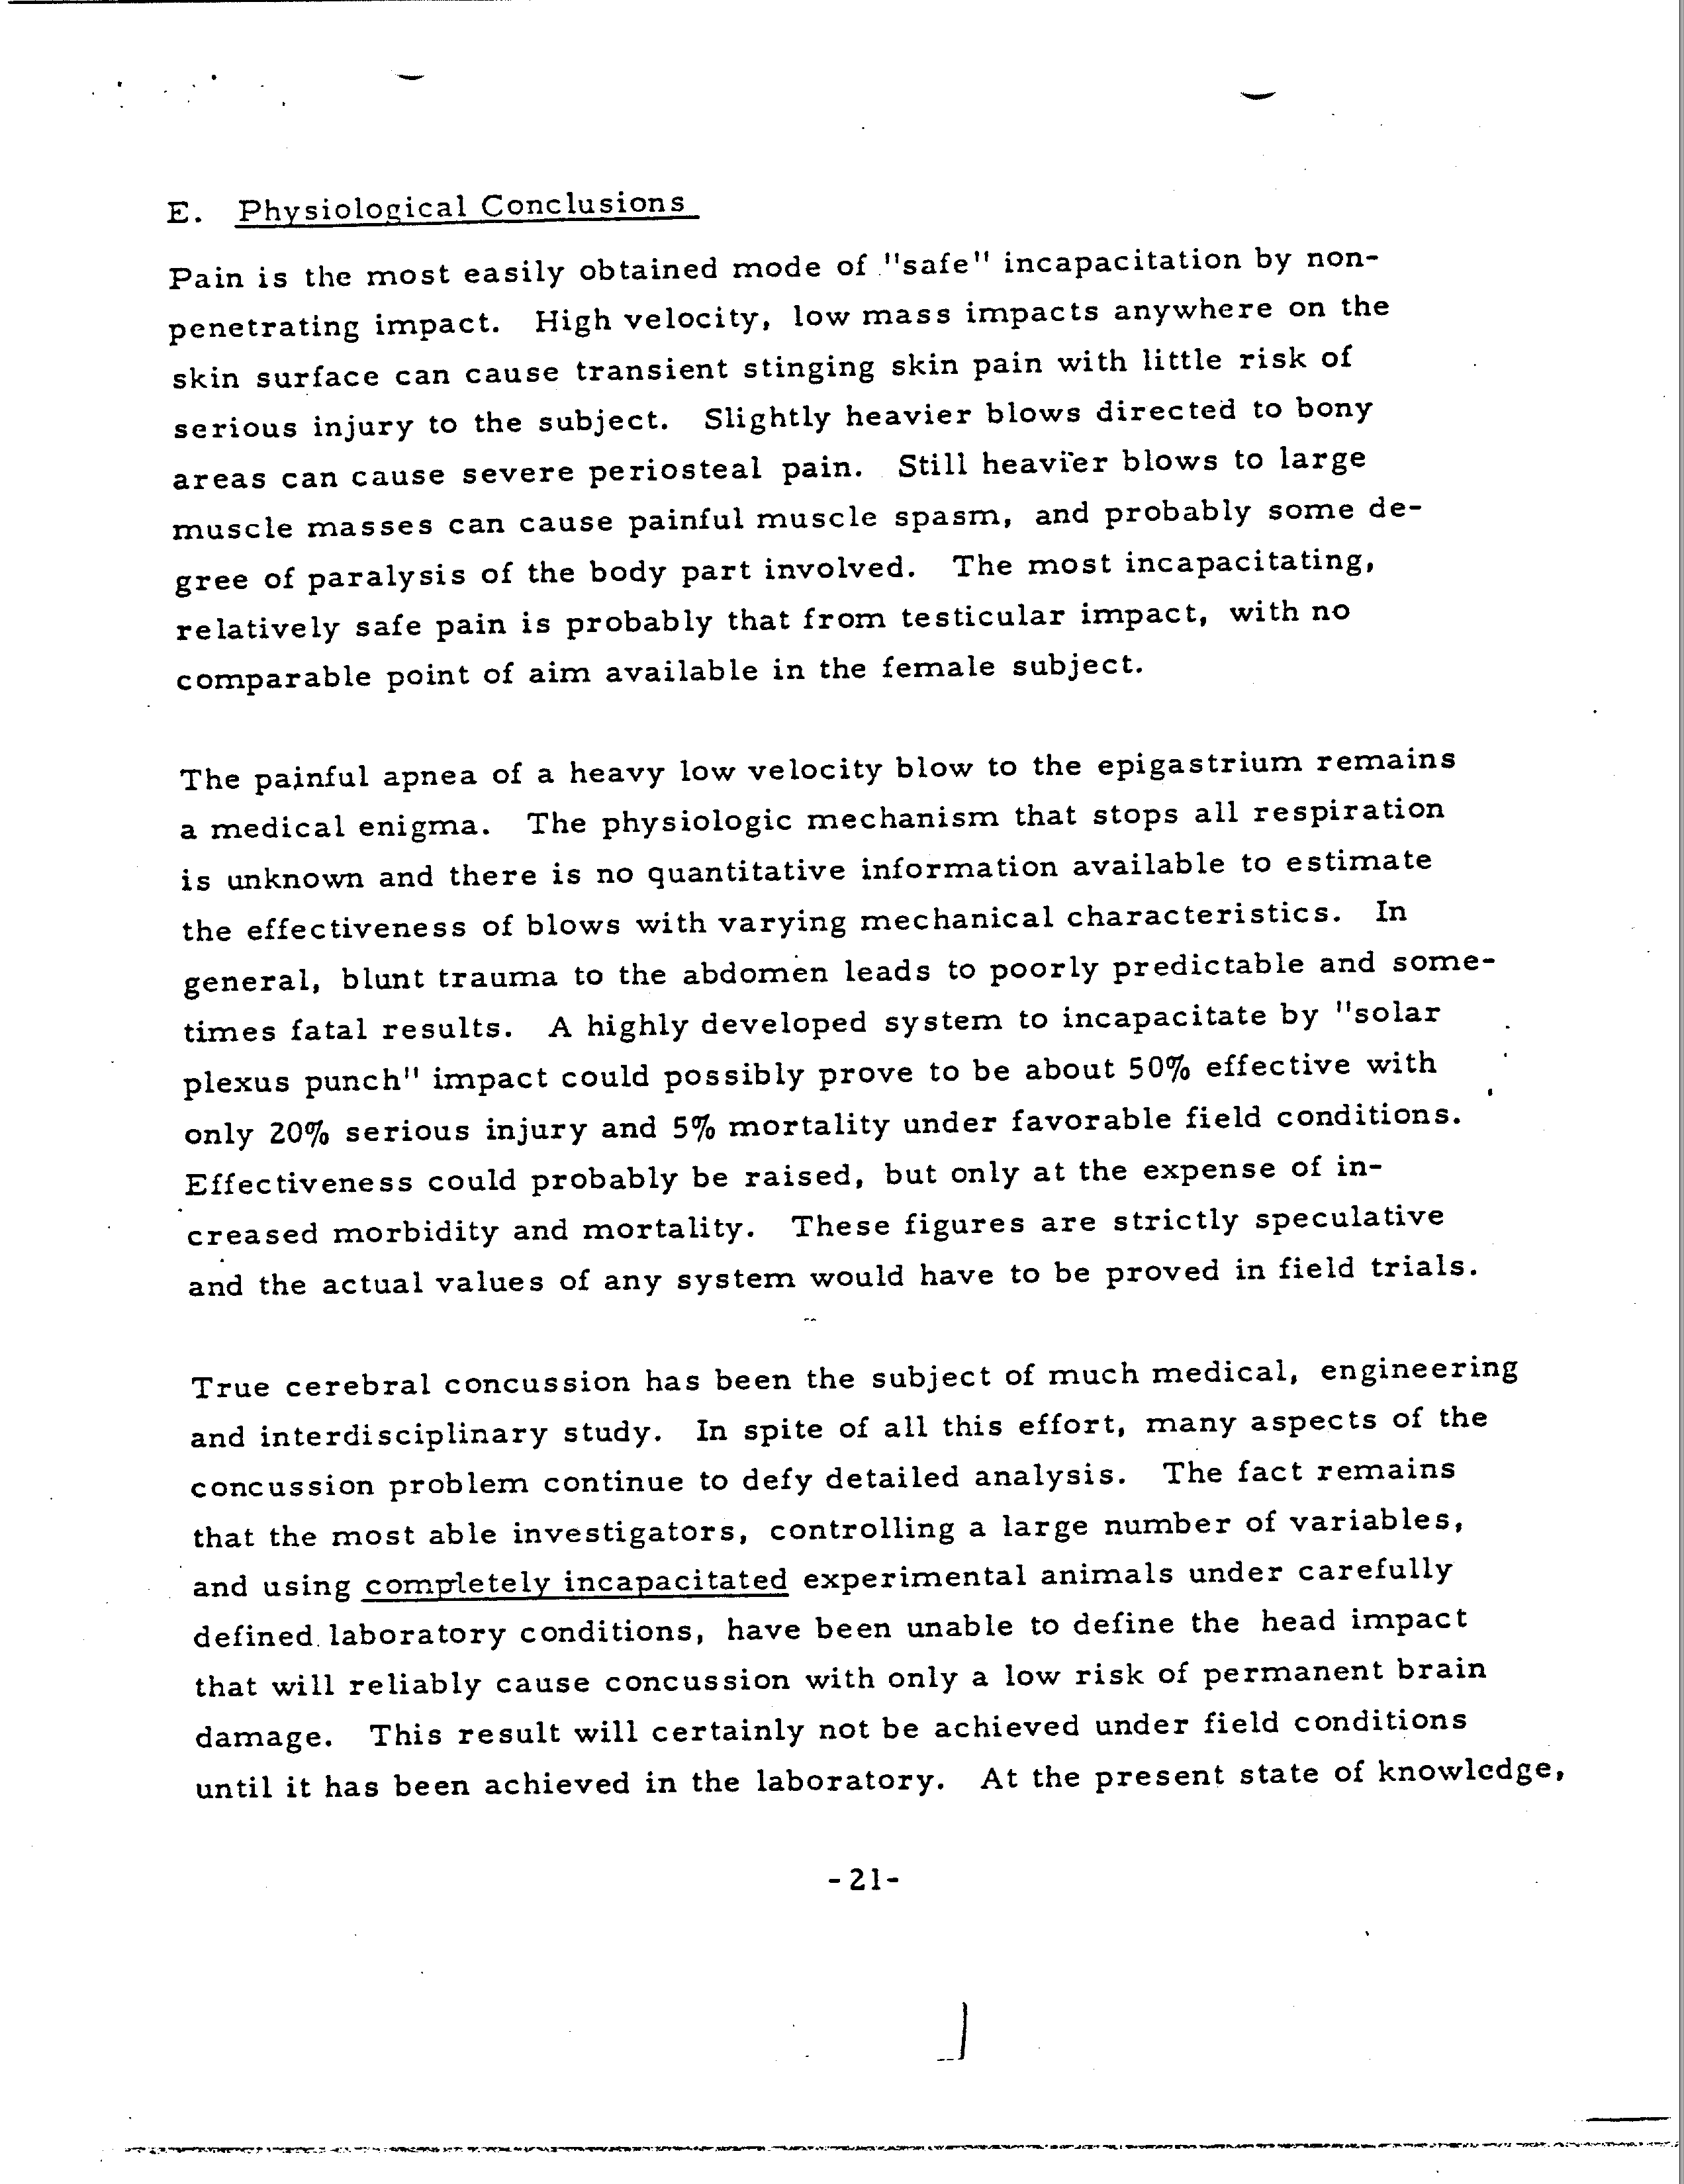 E. Physiological Conclusions
Pain is the most easily obtained mode of "safe" incapacitation by non-
penetrating impact. High velocity, low mass impacts anywhere on the
skin surface can cause transient stinging skin pain with little risk of
serious injury to the subject. Slightly heavier blows directed to bony
areas can cause severe periosteal pain. Still heavier blows to large
muscle masses can cause painful muscle spasm, and probably some de-
gree of paralysis of the body part involved. The most incapacitating,
relatively safe pain is probably that from testicular impact, with no
comparable point of aim available in the female subject.
The painful apnea of a heavy low velocity blow to the epigastrium remains
a medical enigma. The physiologic mechanism that stops all respiration
is unknown and there is no quantitative information available to estimate
the effectiveness of blows with varying mechanical characteristics. In
general, blunt trauma to the abdomen leads to poorly predictable and some-
times fatal results. A highly developed system to incapacitate by "solar
plexus punch" impact could possibly prove to be about 50% effective with
only 20% serious injury and 5% mortality under favorable field conditions.
Effectiveness could probably be raised, but only at the expense of in-
creased morbidity and mortality. These figures are strictly speculative
and the actual values of any system would have to be proved in field trials.
True cerebral concussion has been the subject of much medical, engineering
and interdisciplinary study. In spite of all this effort, many aspects of the
concussion problem continue to defy detailed analysis. The fact remains
that the most able investigators, controlling a large number of variables,
and using completely incapacitated experimental animals under carefully
defined laboratory conditions, have been unable to define the head impact
that will reliably cause concussion with only a low risk of permanent brain
damage. This result will certainly not be achieved under field conditions
until it has been achieved in the laboratory. At the present state of knowledge,
-21-